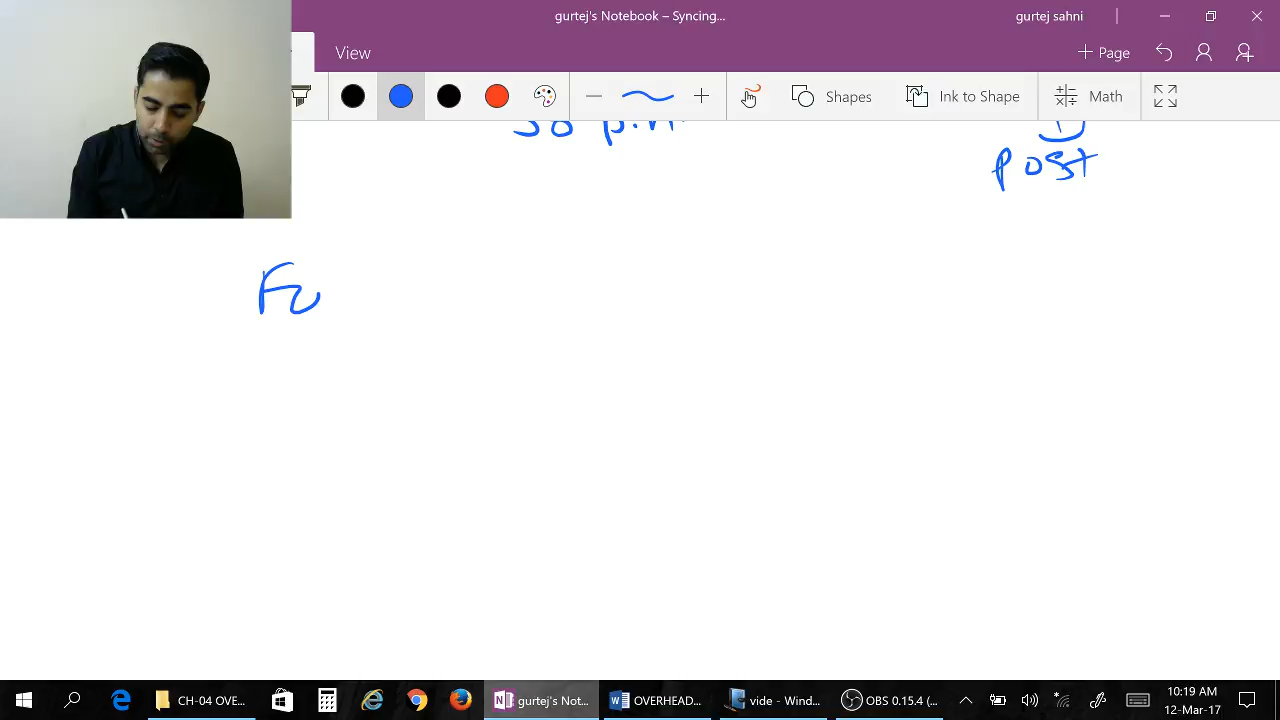 gurtej's Notebook – Syncing...
gurtej sahni
View
Page
Shapes
Ink to Shape
Math
post
CH-04 OVE...
gurtej's Not...
OVERHEAD...
vide - Wind...
OBS 0.15.4 (...
10:19 AM
12-Mar-17